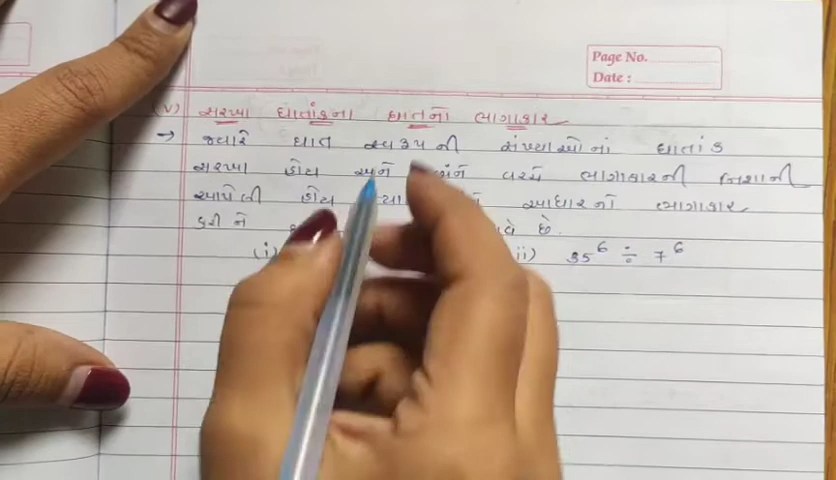 Page No.
Date :
(v) સરખા ઘાતાંકના ઘાતનો ભાગાકાર
→ જ્યારે ઘાત સ્વરૂપની સંખ્યાઓનાં ઘાતાંક
સરખા હોય અને વચ્ચે ભાગાકારની નિશાની
આપેલી હોય આધારનો ભાગાકાર
કરીને છે.
(i) ii) 35⁶ ÷ 7⁶